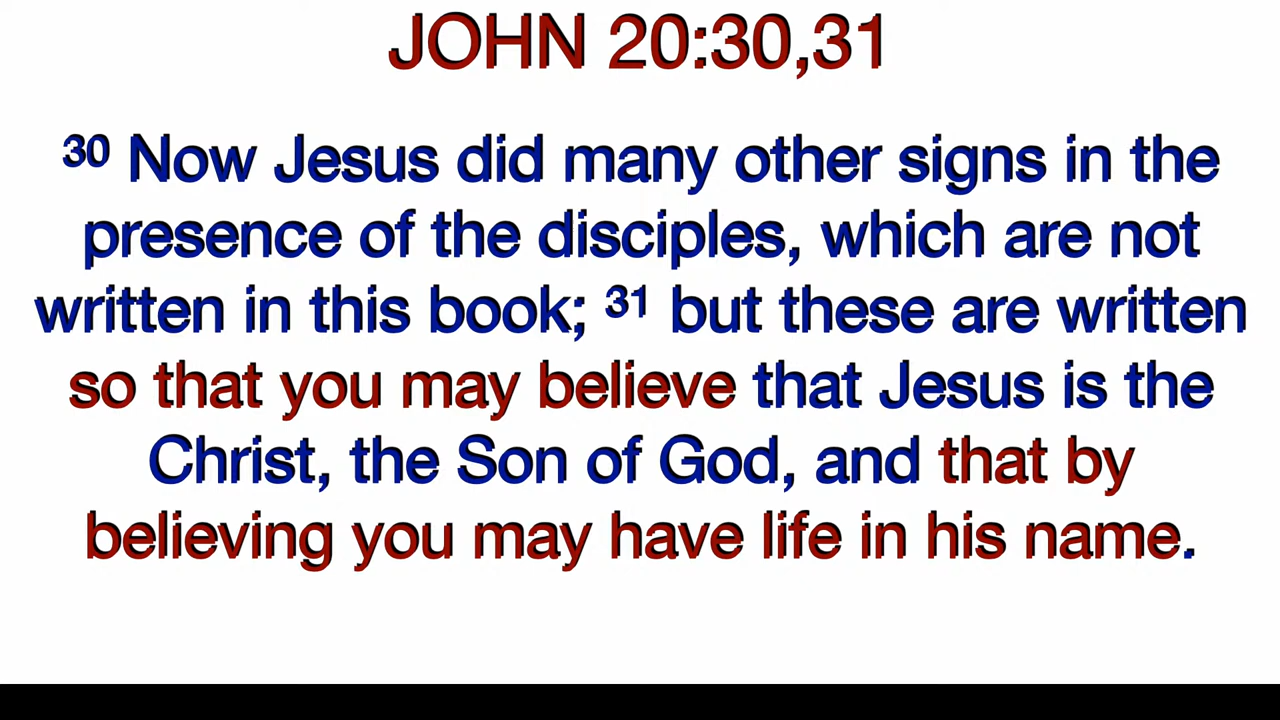 JOHN 20:30,31
30 Now Jesus did many other signs in the
presence of the disciples, which are not
written in this book; 31 but these are written
so that you may believe that Jesus is the
Christ, the Son of God, and that by
believing you may have life in his name.